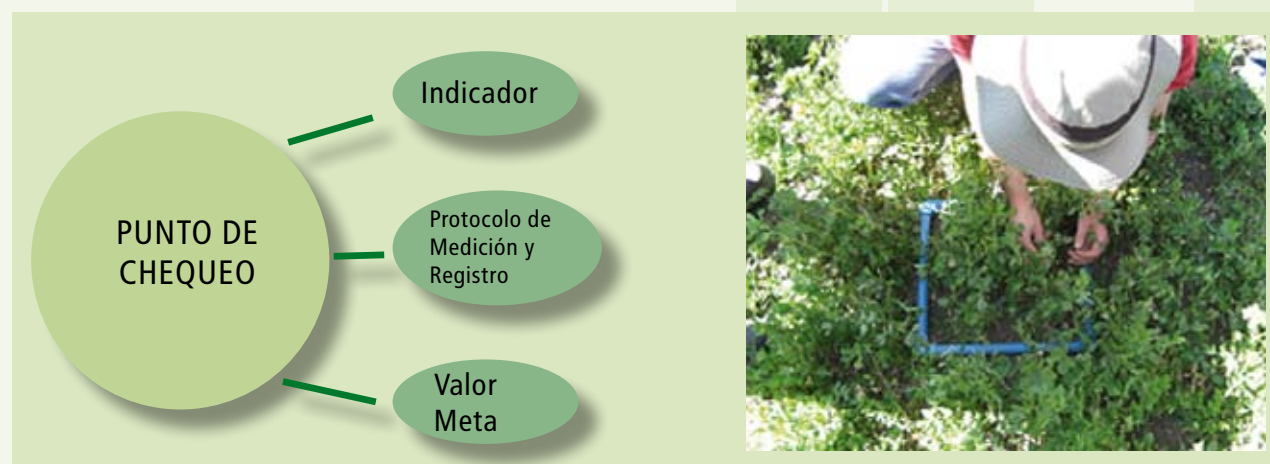 PUNTO DE
CHEQUEO
Indicador
Protocolo de
Medición y
Registro
Valor
Meta